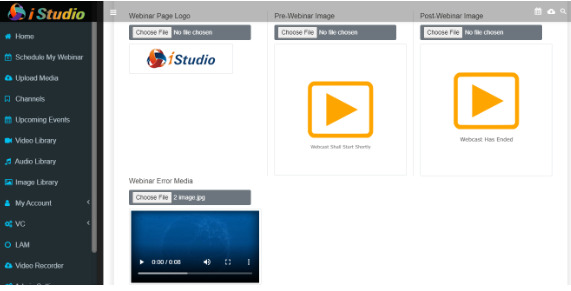 i Studio
Home
Schedule My Webinar
Upload Media
Channels
Upcoming Events
Video Library
Audio Library
Image Library
My Account
VC
LAM
Video Recorder
Webinar Page Logo
Choose File No file chosen
iStudio
Pre-Webinar Image
Choose File No file chosen
Webcast Shall Start Shortly
Post-Webinar Image
Choose File No file chosen
Webcast Has Ended
Webinar Error Media
Choose File 2 image.jpg
0:00 / 0:08